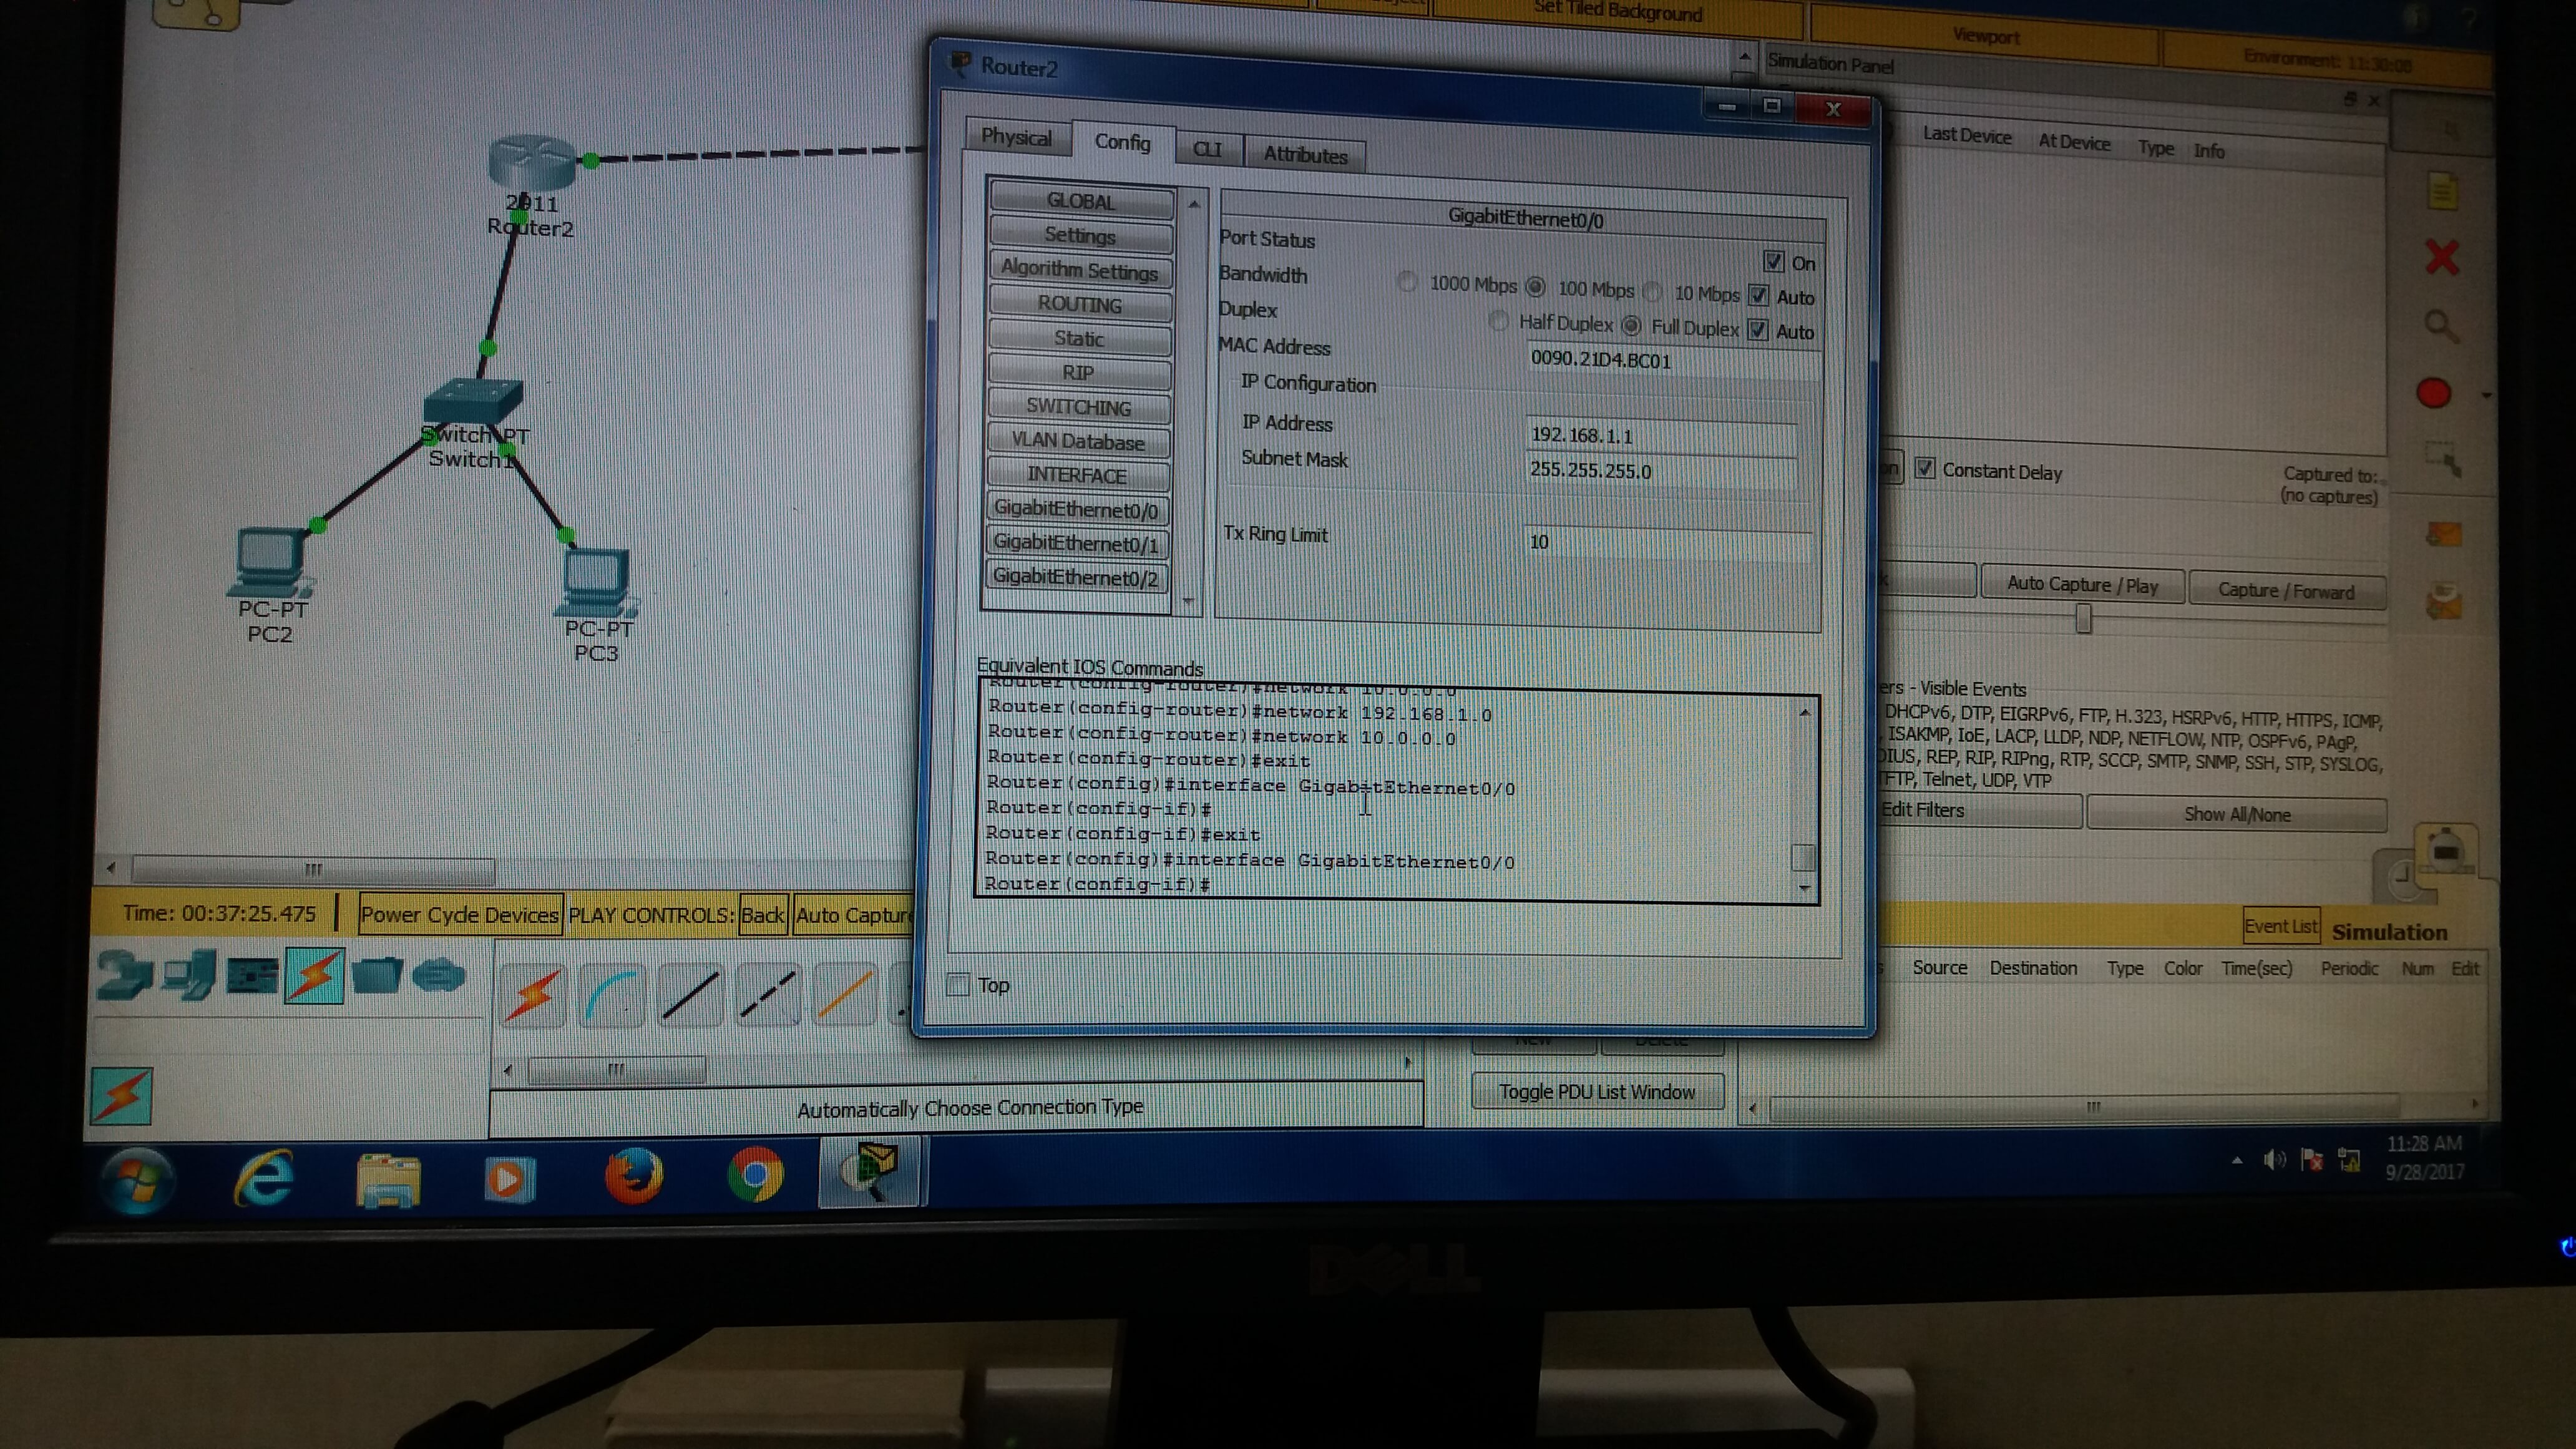 Set Tiled Background
Viewport
Environment: 11:30:00
Router2
Simulation Panel
Physical
Config
CLI
Attributes
Last Device
At Device
Type
Info
GLOBAL
Settings
Algorithm Settings
ROUTING
Static
RIP
SWITCHING
VLAN Database
INTERFACE
GigabitEthernet0/0
GigabitEthernet0/1
GigabitEthernet0/2
GigabitEthernet0/0
Port Status
On
Bandwidth
1000 Mbps
100 Mbps
10 Mbps
Auto
Duplex
Half Duplex
Full Duplex
Auto
MAC Address
0090.21D4.BC01
IP Configuration
IP Address
192.168.1.1
Subnet Mask
255.255.255.0
Tx Ring Limit
10
2911
Router2
Switch-PT
Switch1
PC-PT
PC2
PC-PT
PC3
Constant Delay
Captured to:
(no captures)
Auto Capture / Play
Capture / Forward
Equivalent IOS Commands
Router(config-router)#network 10.0.0.0
Router(config-router)#network 192.168.1.0
Router(config-router)#network 10.0.0.0
Router(config-router)#exit
Router(config)#interface GigabitEthernet0/0
Router(config-if)#
Router(config-if)#exit
Router(config)#interface GigabitEthernet0/0
Router(config-if)#
- Visible Events
DHCPv6, DTP, EIGRPv6, FTP, H.323, HSRPv6, HTTP, HTTPS, ICMP,
ISAKMP, IoE, LACP, LLDP, NDP, NETFLOW, NTP, OSPFv6, PAgP,
REP, RIP, RIPng, RTP, SCCP, SMTP, SNMP, SSH, STP, SYSLOG,
Telnet, UDP, VTP
Edit Filters
Show All/None
Time: 00:37:25.475
Power Cycle Devices
PLAY CONTROLS:
Back
Auto Captur
Event List
Simulation
Source
Destination
Type
Color
Time(sec)
Periodic
Num
Edit
Top
New
Delete
Toggle PDU List Window
Automatically Choose Connection Type
11:28 AM
9/28/2017
DELL